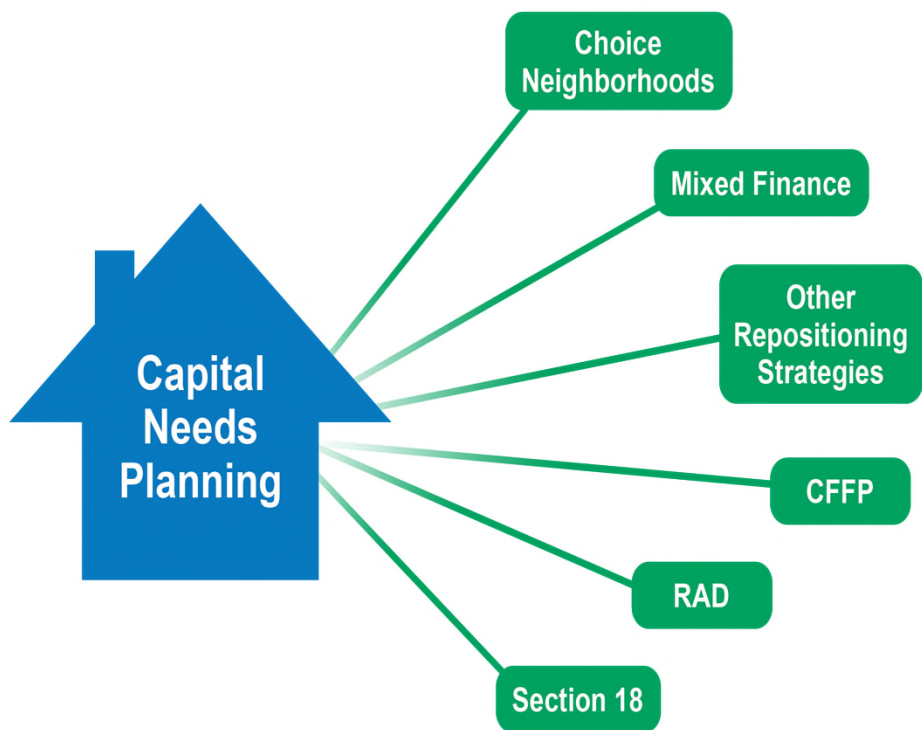 Choice
Neighborhoods
Mixed Finance
Other
Repositioning
Strategies
Capital
Needs
Planning
CFFP
RAD
Section 18